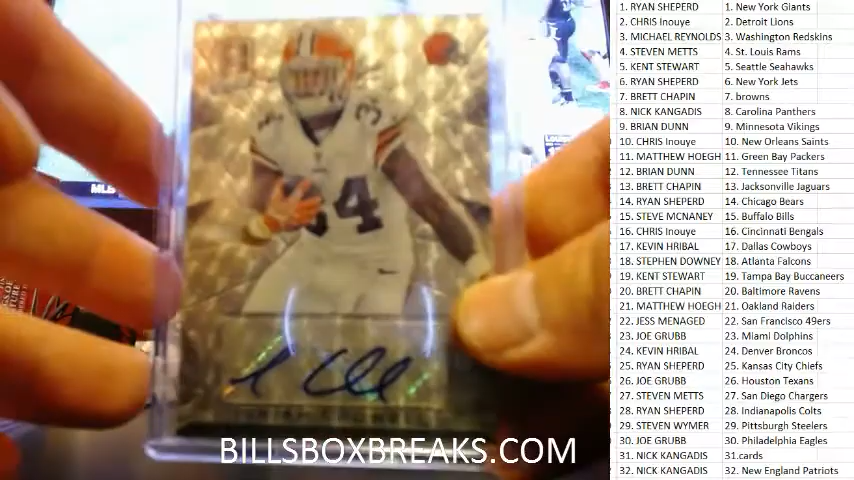 1. RYAN SHEPERD 1. New York Giants
2. CHRIS Inouye 2. Detroit Lions
3. MICHAEL REYNOLDS 3. Washington Redskins
4. STEVEN METTS 4. St. Louis Rams
5. KENT STEWART 5. Seattle Seahawks
6. RYAN SHEPERD 6. New York Jets
7. BRETT CHAPIN 7. browns
8. NICK KANGADIS 8. Carolina Panthers
9. BRIAN DUNN 9. Minnesota Vikings
10. CHRIS Inouye 10. New Orleans Saints
11. MATTHEW HOEGH 11. Green Bay Packers
12. BRIAN DUNN 12. Tennessee Titans
13. BRETT CHAPIN 13. Jacksonville Jaguars
14. RYAN SHEPERD 14. Chicago Bears
15. STEVE MCNANEY 15. Buffalo Bills
16. CHRIS Inouye 16. Cincinnati Bengals
17. KEVIN HRIBAL 17. Dallas Cowboys
18. STEPHEN DOWNEY 18. Atlanta Falcons
19. KENT STEWART 19. Tampa Bay Buccaneers
20. BRETT CHAPIN 20. Baltimore Ravens
21. MATTHEW HOEGH 21. Oakland Raiders
22. JESS MENAGED 22. San Francisco 49ers
23. JOE GRUBB 23. Miami Dolphins
24. KEVIN HRIBAL 24. Denver Broncos
25. RYAN SHEPERD 25. Kansas City Chiefs
26. JOE GRUBB 26. Houston Texans
27. STEVEN METTS 27. San Diego Chargers
28. RYAN SHEPERD 28. Indianapolis Colts
29. STEVEN WYMER 29. Pittsburgh Steelers
30. JOE GRUBB 30. Philadelphia Eagles
31. NICK KANGADIS 31.cards
32. NICK KANGADIS 32. New England Patriots
34
34
MLB
BILLSBOXBREAKS.COM